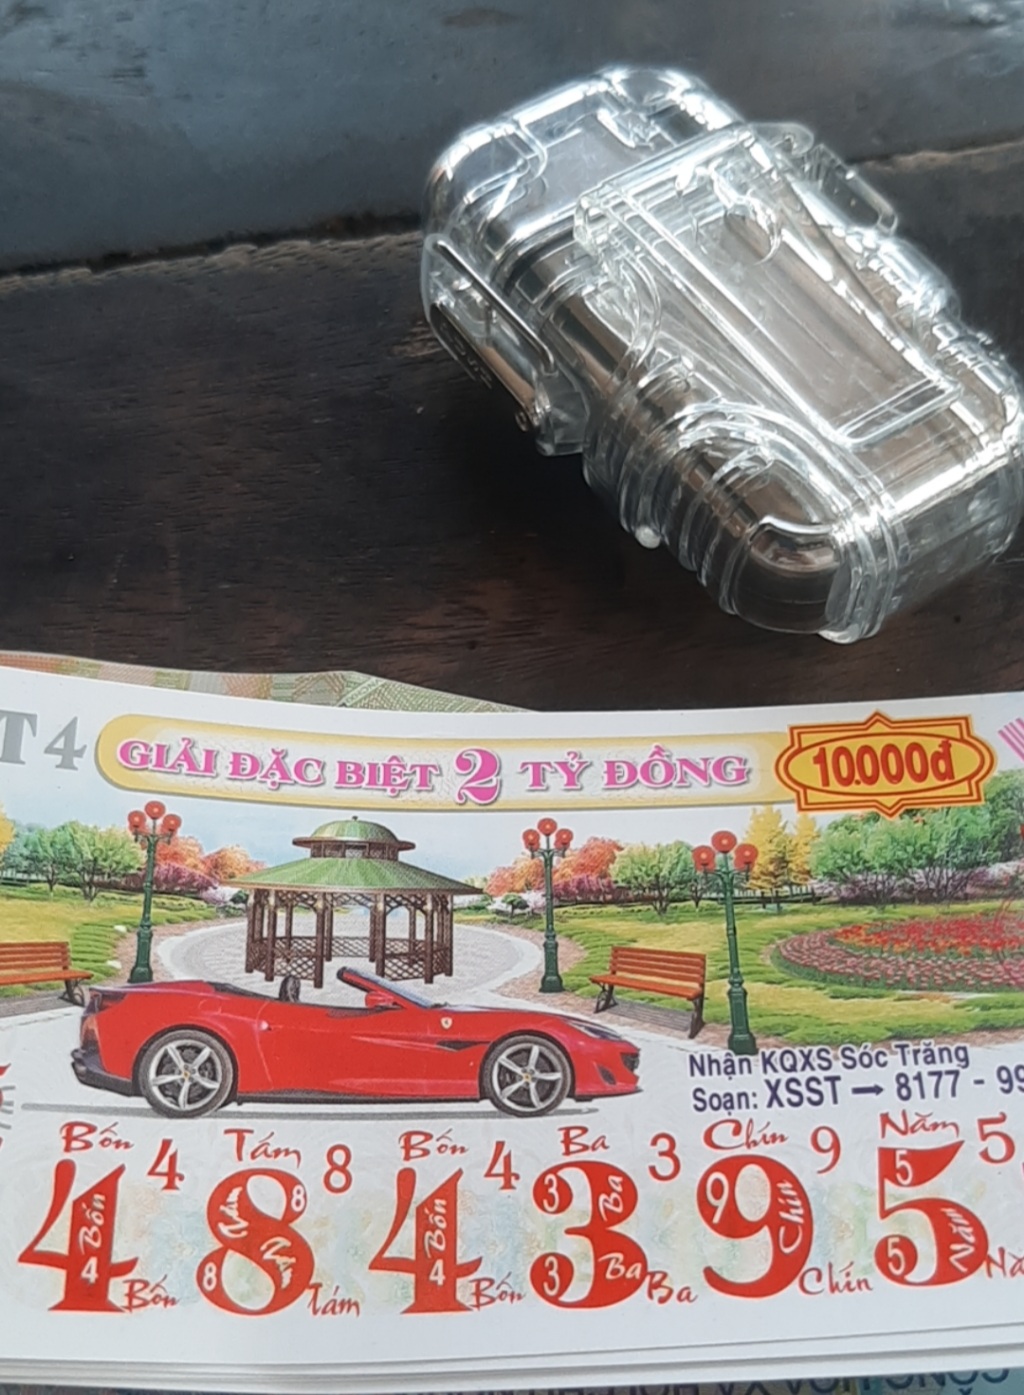 T4
GIẢI ĐẶC BIỆT 2 TỶ ĐỒNG
10.000đ
Nhận KQXS Sóc Trăng
Soạn: XSST → 8177 - 99
Bốn 4 Tám 8 Bốn 4 Ba 3 Chín 9 Năm 5
4 8 4 3 9 5
Bốn Tám Bốn Ba Chín